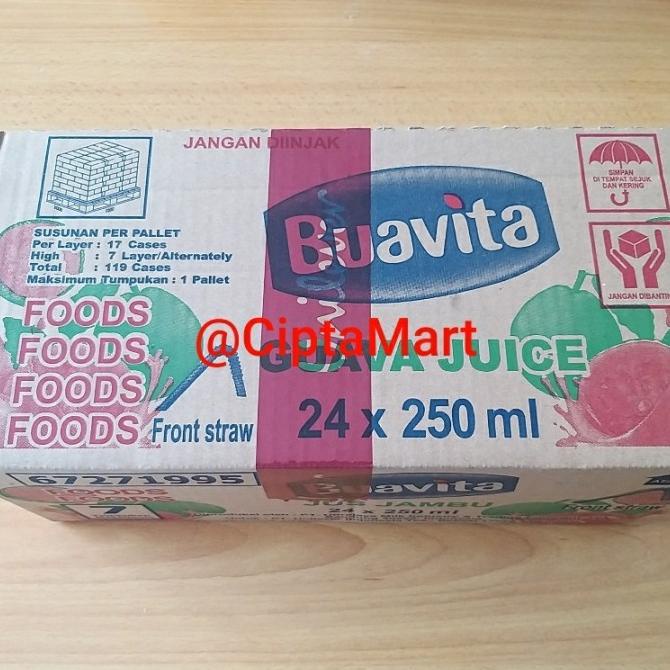 JANGAN DIINJAK
SUSUNAN PER PALLET
Per Layer : 17 Cases
High : 7 Layer/Alternately
Total : 119 Cases
Maksimum Tumpukan : 1 Pallet
Buavita
SIMPAN
DI TEMPAT SEJUK
DAN KERING
JANGAN DIBANTING
FOODS
FOODS
FOODS
FOODS
@CiptaMart
GUAVA JUICE
Front straw
24 x 250 ml
67271995
Buavita
FOODS
7
JUS JAMBU
24 x 250 ml
Front straw